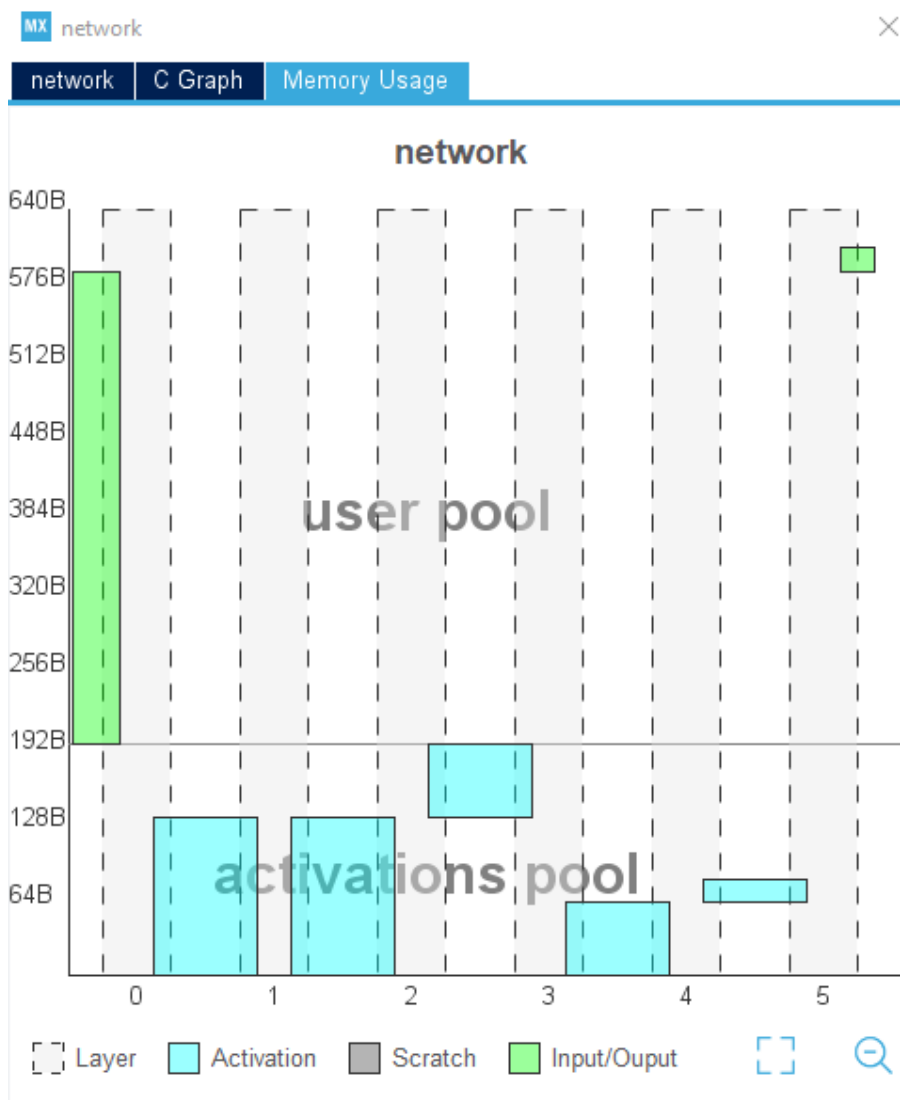 MX network
network C Graph Memory Usage
network
640B
576B
512B
448B
384B
user pool
320B
256B
192B
128B
activations pool
64B
0 1 2 3 4 5
Layer Activation Scratch Input/Ouput